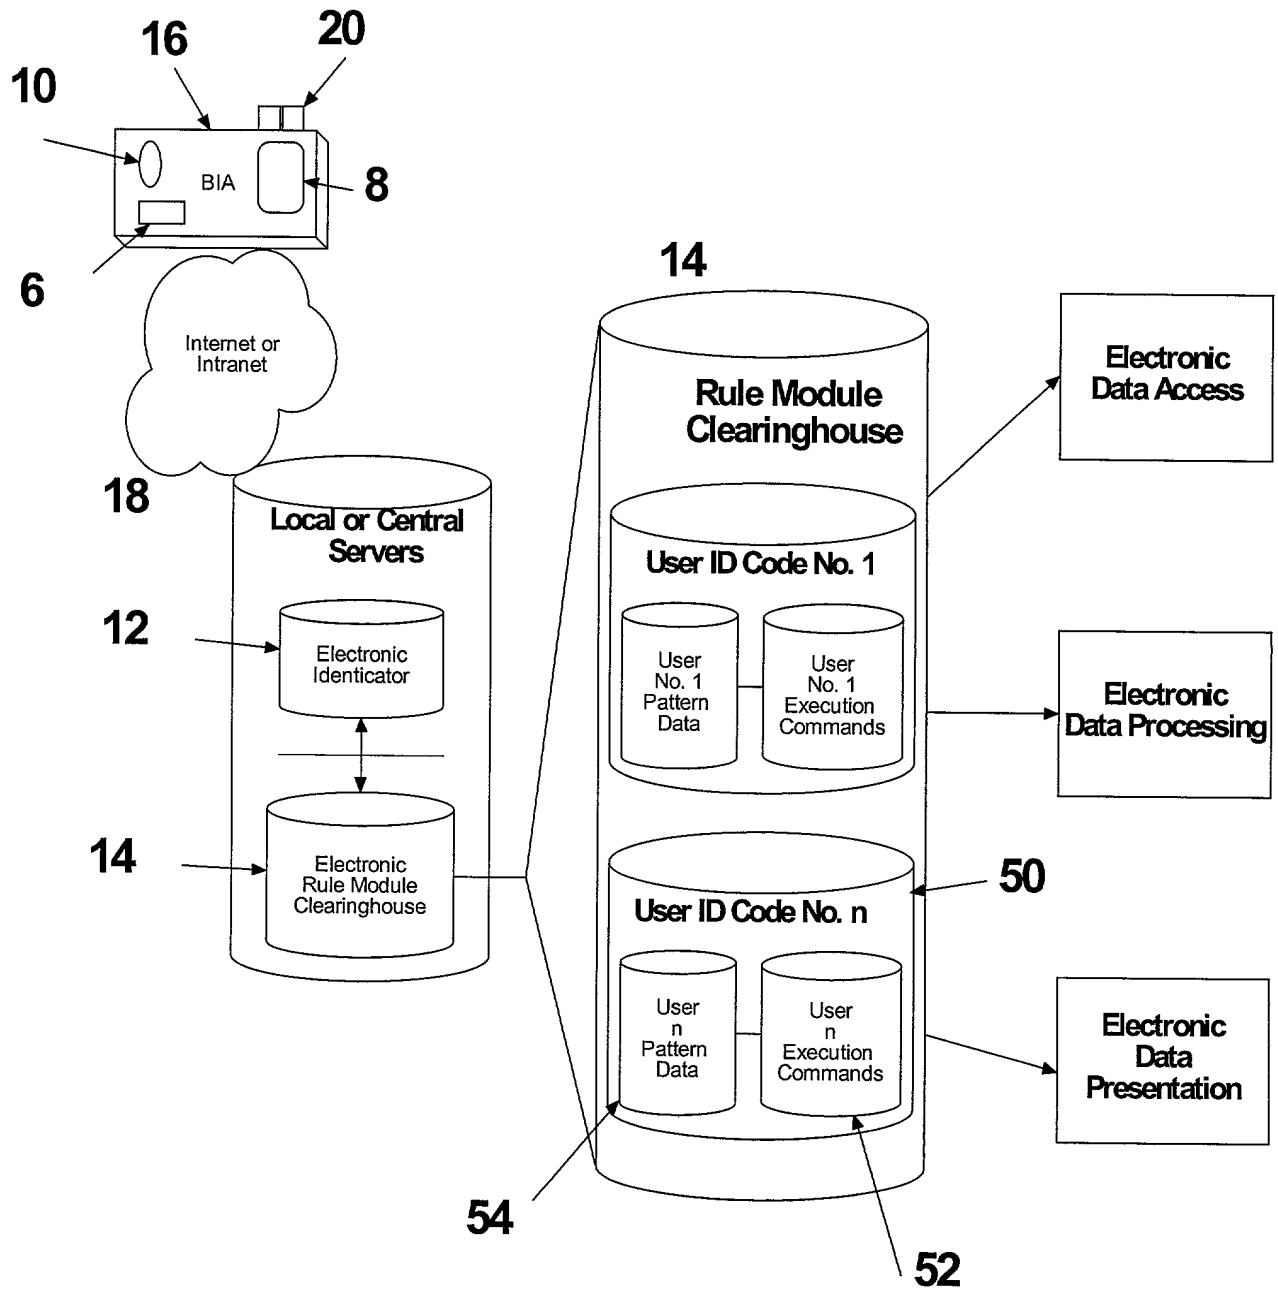 16
20
10
BIA
8
6
Internet or
Intranet
18
Local or Central
Servers
12
Electronic
Identicator
14
Electronic
Rule Module
Clearinghouse
14
Rule Module
Clearinghouse
User ID Code No. 1
User
No. 1
Pattern
Data
User
No. 1
Execution
Commands
50
User ID Code No. n
User
n
Pattern
Data
User
n
Execution
Commands
54
52
Electronic
Data Access
Electronic
Data Processing
Electronic
Data
Presentation